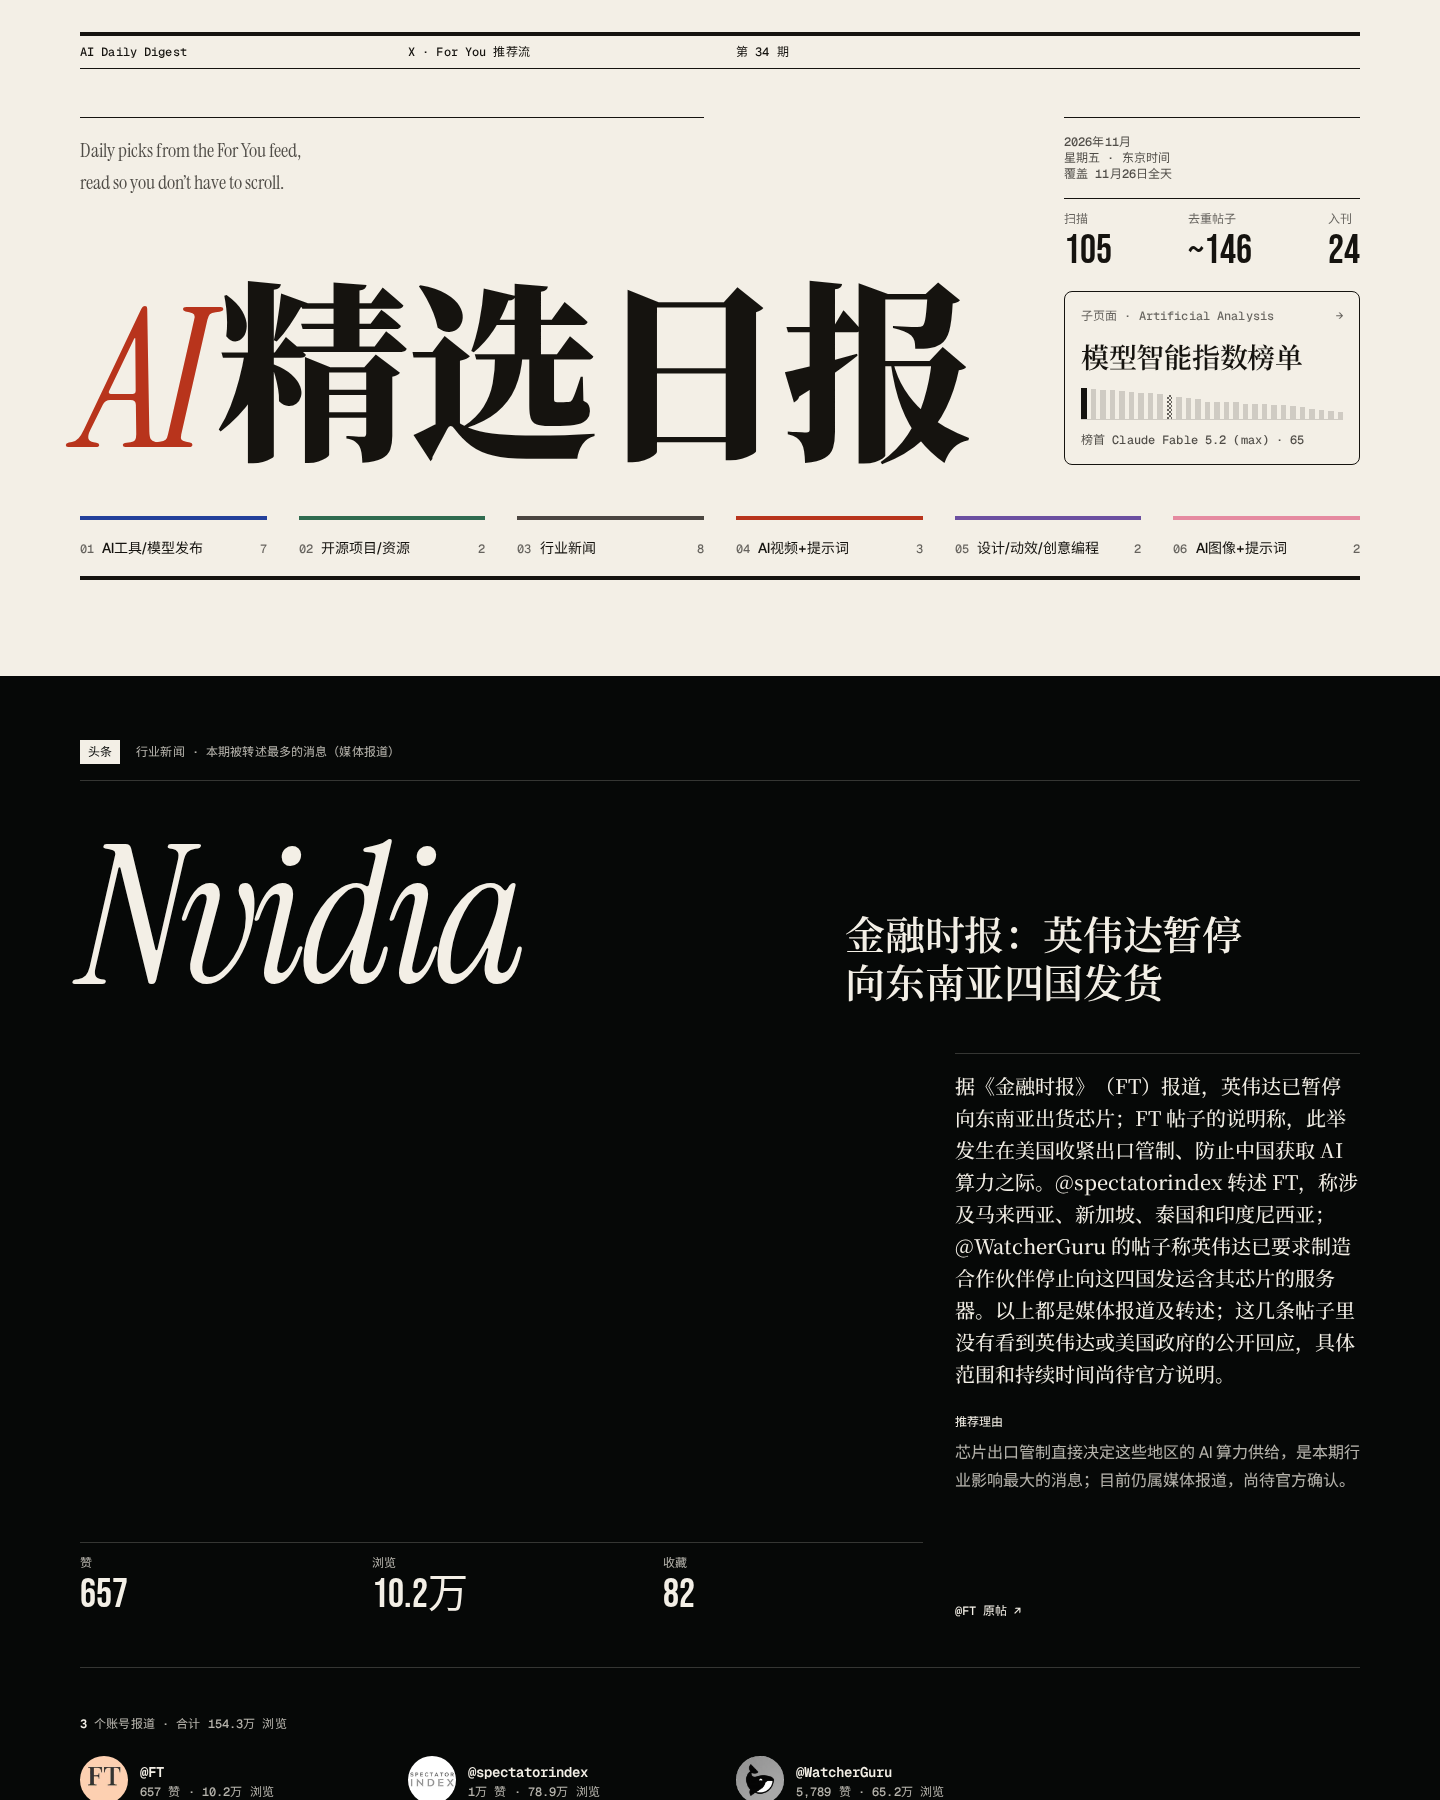 AI Daily Digest
X · For You 推荐流
第 34 期
Daily picks from the For You feed,
read so you don't have to scroll.
2026年11月
星期五 · 东京时间
覆盖 11月26日全天
扫描
去重帖子
入刊
105
~146
24
AI精选日报
子页面 · Artificial Analysis →
模型智能指数榜单
榜首 Claude Fable 5.2 (max) · 65
01 AI工具/模型发布 7
02 开源项目/资源 2
03 行业新闻 8
04 AI视频+提示词 3
05 设计/动效/创意编程 2
06 AI图像+提示词 2
头条
行业新闻 · 本期被转述最多的消息（媒体报道）
Nvidia
金融时报：英伟达暂停
向东南亚四国发货
据《金融时报》（FT）报道，英伟达已暂停
向东南亚出货芯片；FT 帖子的说明称，此举
发生在美国收紧出口管制、防止中国获取 AI
算力之际。@spectatorindex 转述 FT，称涉
及马来西亚、新加坡、泰国和印度尼西亚；
@WatcherGuru 的帖子称英伟达已要求制造
合作伙伴停止向这四国发运含其芯片的服务
器。以上都是媒体报道及转述；这几条帖子里
没有看到英伟达或美国政府的公开回应，具体
范围和持续时间尚待官方说明。
推荐理由
芯片出口管制直接决定这些地区的 AI 算力供给，是本期行
业影响最大的消息；目前仍属媒体报道，尚待官方确认。
赞
浏览
收藏
657
10.2万
82
@FT 原帖 ↗
3 个账号报道 · 合计 154.3万 浏览
FT
@FT
657 赞 · 10.2万 浏览
SPECTATOR
INDEX
@spectatorindex
1万 赞 · 78.9万 浏览
@WatcherGuru
5,789 赞 · 65.2万 浏览